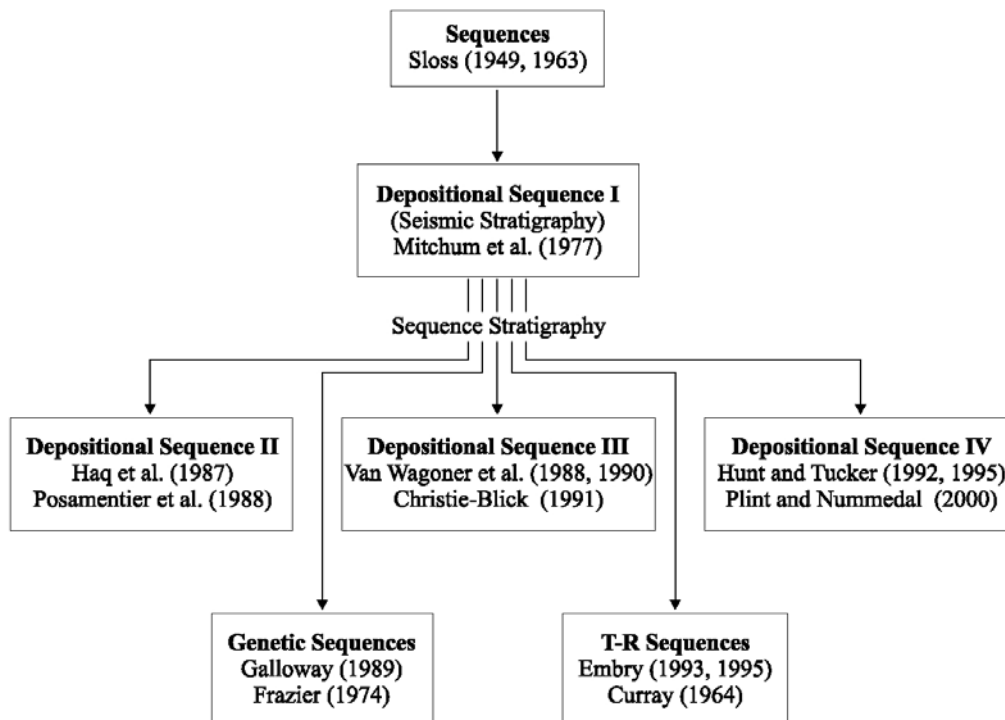 Sequences
Sloss (1949, 1963)
Depositional Sequence I
(Seismic Stratigraphy)
Mitchum et al. (1977)
Sequence Stratigraphy
Depositional Sequence II
Haq et al. (1987)
Posamentier et al. (1988)
Depositional Sequence III
Van Wagoner et al. (1988, 1990)
Christie-Blick (1991)
Depositional Sequence IV
Hunt and Tucker (1992, 1995)
Plint and Nummedal (2000)
Genetic Sequences
Galloway (1989)
Frazier (1974)
T-R Sequences
Embry (1993, 1995)
Curray (1964)